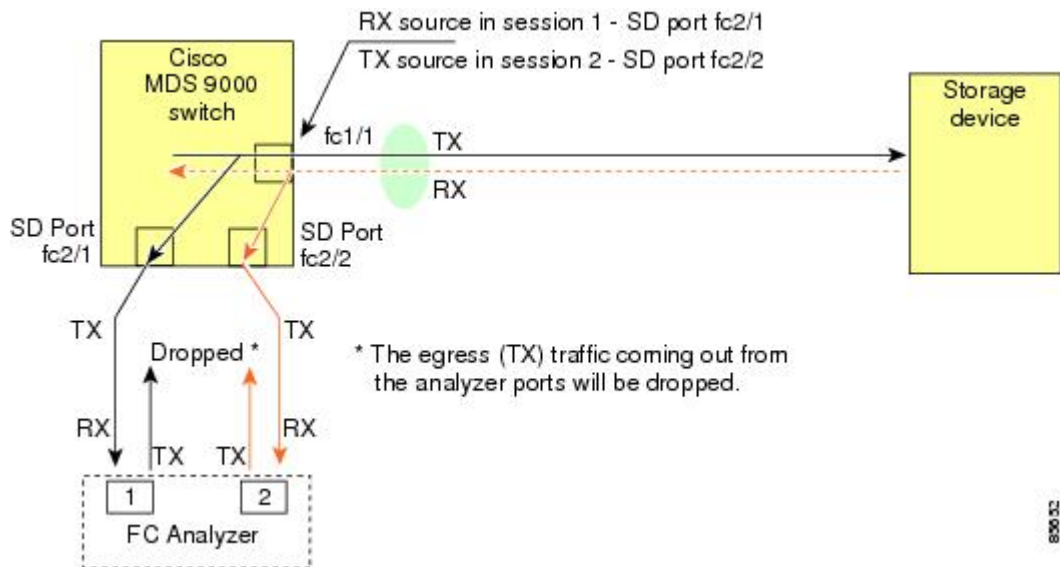 RX source in session 1 - SD port fc2/1
TX source in session 2 - SD port fc2/2
Cisco
MDS 9000
switch
Storage
device
fc1/1
TX
RX
SD Port
fc2/1
SD Port
fc2/2
TX
TX
Dropped *
* The egress (TX) traffic coming out from
the analyzer ports will be dropped.
RX
TX
TX
RX
1
2
FC Analyzer